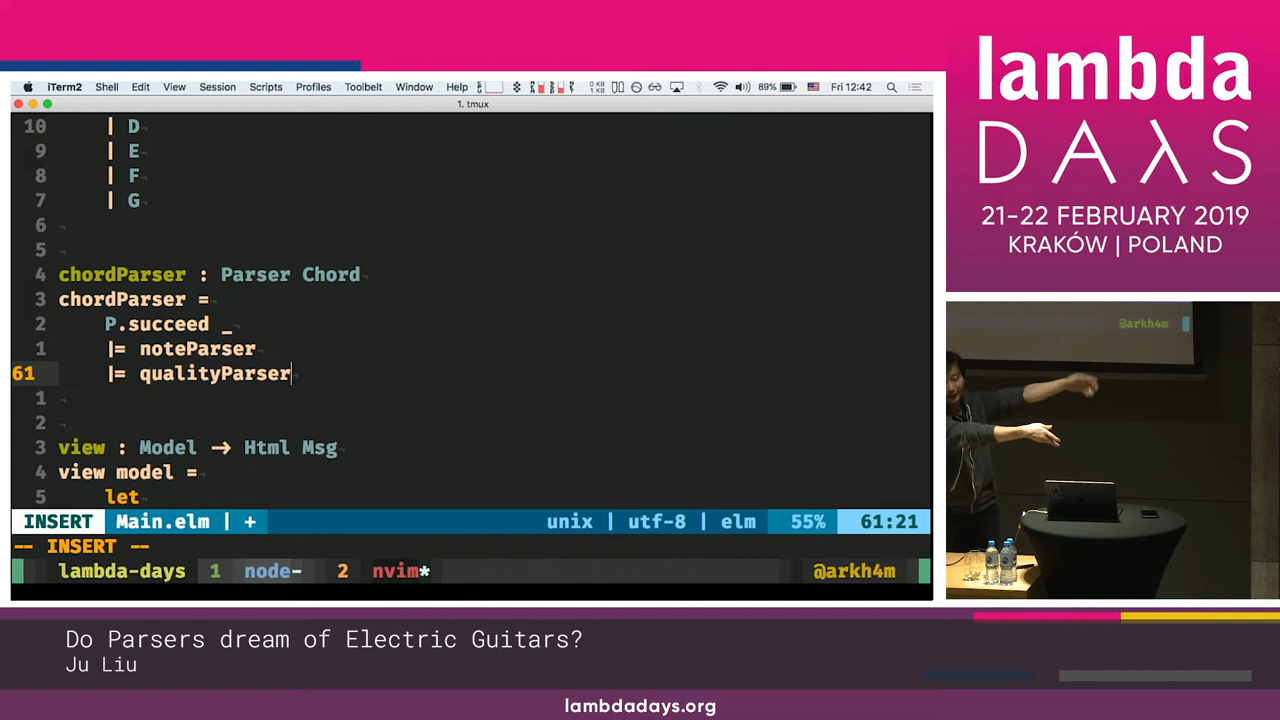 iTerm2 Shell Edit View Session Scripts Profiles Toolbelt Window Help 89% Fri 12:42
1. tmux
10 | D
9 | E
8 | F
7 | G
6
5
4 chordParser : Parser Chord
3 chordParser =
2 P.succeed _
1 |= noteParser
61 |= qualityParser
1
2
3 view : Model → Html Msg
4 view model =
5 let
INSERT Main.elm | + unix | utf-8 | elm 55% 61:21
-- INSERT --
lambda-days 1 node- 2 nvim* @arkh4m
lambda
DAλS
21-22 FEBRUARY 2019
KRAKÓW | POLAND
@arkh4m
Do Parsers dream of Electric Guitars?
Ju Liu
lambdadays.org